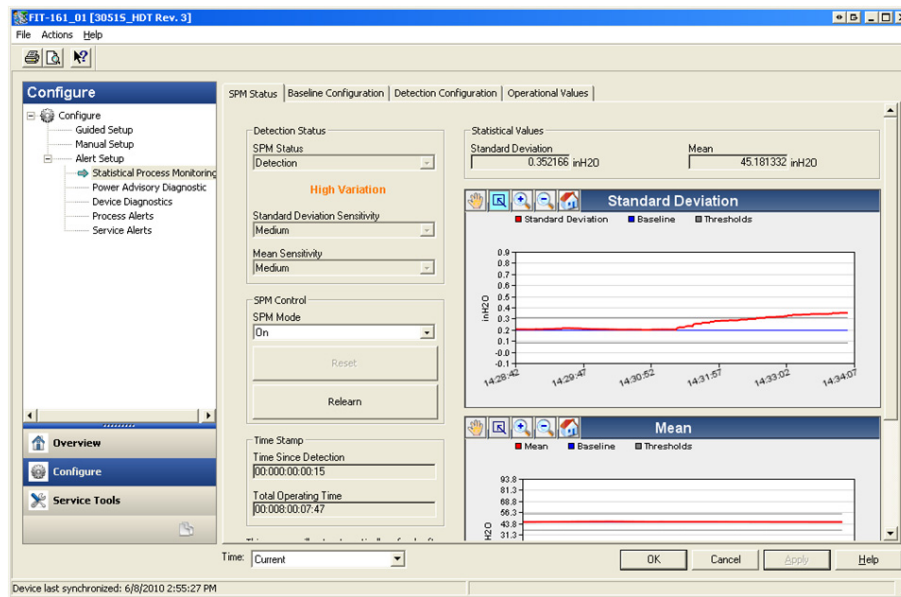 FIT-161_01 [3051S_HDT Rev. 3]
File Actions Help
Configure
Configure
Guided Setup
Manual Setup
Alert Setup
Statistical Process Monitoring
Power Advisory Diagnostic
Device Diagnostics
Process Alerts
Service Alerts
Overview
Configure
Service Tools
SPM Status Baseline Configuration Detection Configuration Operational Values
Detection Status
SPM Status
Detection
High Variation
Standard Deviation Sensitivity
Medium
Mean Sensitivity
Medium
SPM Control
SPM Mode
On
Reset
Relearn
Time Stamp
Time Since Detection
00:000:00:00:15
Total Operating Time
00:008:00:07:47
Statistical Values
Standard Deviation Mean
0.352166 inH2O 45.181332 inH2O
Standard Deviation
Standard Deviation Baseline Thresholds
0.9
0.8
0.7
0.6
0.5
0.4
0.3
0.2
0.1
-0.0
-0.1
inH2O
14:28:42 14:29:47 14:30:52 14:31:57 14:33:02 14:34:07
Mean
Mean Baseline Thresholds
93.8
81.3
68.8
56.3
43.8
31.3
H2O
Time: Current
OK Cancel Apply Help
Device last synchronized: 6/8/2010 2:55:27 PM